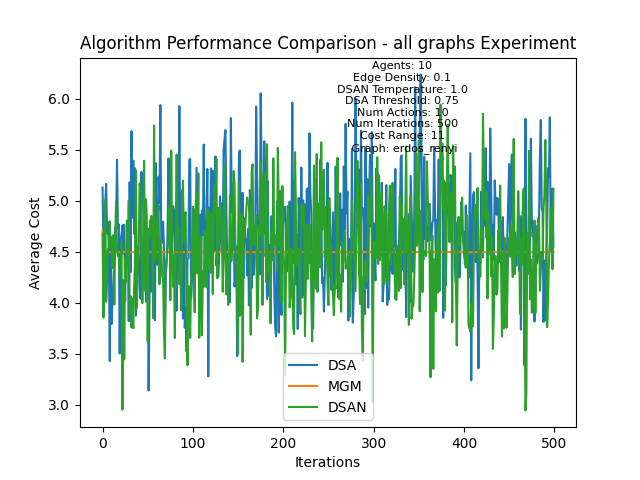 Algorithm Performance Comparison - all graphs Experiment
Agents: 10
Edge Density: 0.1
DSAN Temperature: 1.0
DSA Threshold: 0.75
Num Actions: 10
Num Iterations: 500
Cost Range: 11
Graph: erdos_renyi
Average Cost
6.0
5.5
5.0
4.5
4.0
3.5
3.0
DSA
MGM
DSAN
0
100
200
300
400
500
Iterations